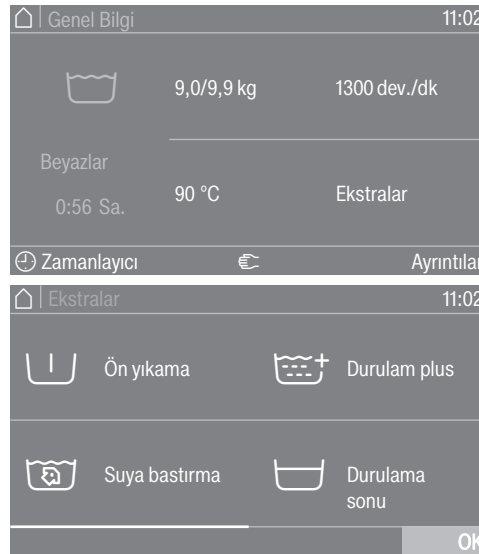 Genel Bilgi 11:02
9,0/9,9 kg 1300 dev./dk
Beyazlar
0:56 Sa.
90 °C Ekstralar
Zamanlayıcı Ayrıntılar
Ekstralar 11:02
Ön yıkama Durulam plus
Suya bastırma Durulama
sonu
OK